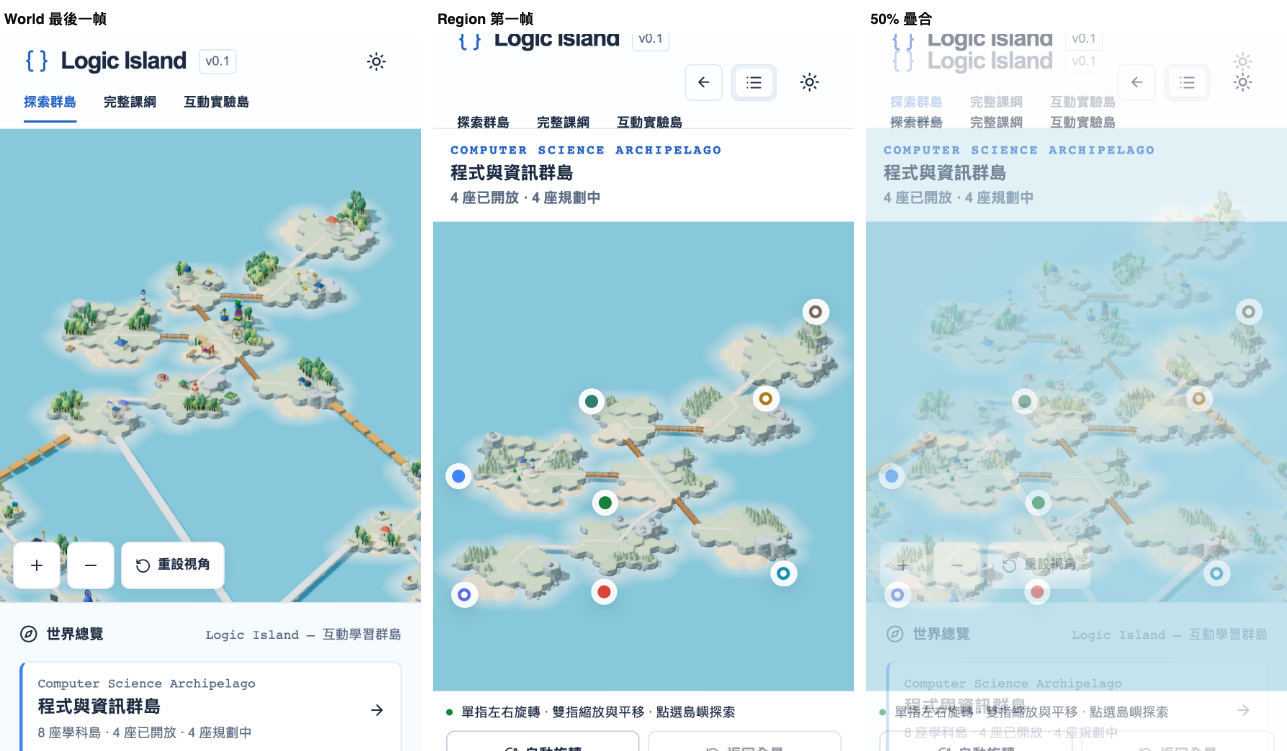 World 最後一幀
Logic Island v0.1
探索群島 完整課綱 互動實驗島
+ − 重設視角
世界總覽 Logic Island — 互動學習群島
Computer Science Archipelago
程式與資訊群島
8 座學科島 · 4 座已開放 · 4 座規劃中
Region 第一幀
Logic Island v0.1
探索群島 完整課綱 互動實驗島
COMPUTER SCIENCE ARCHIPELAGO
程式與資訊群島
4 座已開放 · 4 座規劃中
單指左右旋轉 · 雙指縮放與平移 · 點選島嶼探索
自動旋轉 返回全景
50% 疊合
Logic Island v0.1
Logic Island v0.1
探索群島 完整課綱 互動實驗島
探索群島 完整課綱 互動實驗島
COMPUTER SCIENCE ARCHIPELAGO
程式與資訊群島
4 座已開放 · 4 座規劃中
+ − 重設視角
世界總覽 Logic Island — 互動學習群島
Computer Science Archipelago
程式與資訊群島
單指左右旋轉 · 雙指縮放與平移 · 點選島嶼探索
8 座學科島 · 4 座已開放 · 4 座規劃中